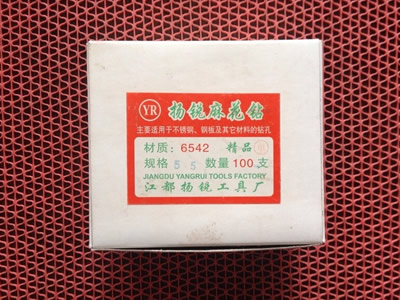 YR 扬锐麻花钻
主要适用于不锈钢、钢板及其它材料的钻孔
材质：6542 精品
规格 5 5 数量 100 支
JIANGDU YANGRUI TOOLS FACTORY
江都扬锐工具厂